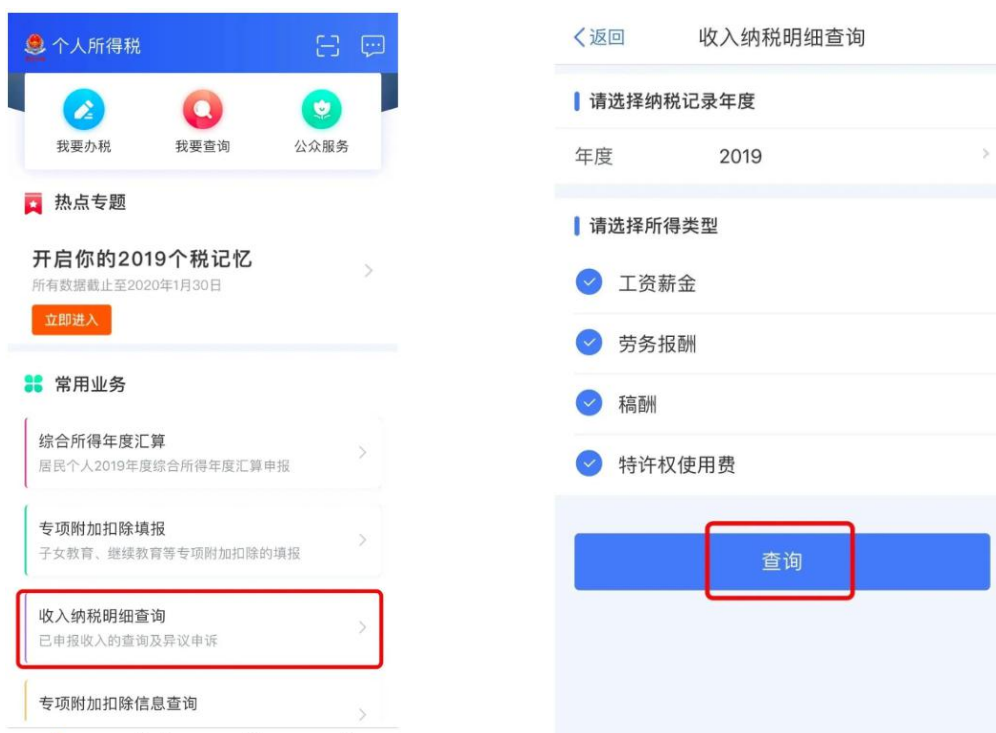 个人所得税
我要办税
我要查询
公众服务
热点专题
开启你的2019个税记忆
所有数据截止至2020年1月30日
立即进入
常用业务
综合所得年度汇算
居民个人2019年度综合所得年度汇算申报
专项附加扣除填报
子女教育、继续教育等专项附加扣除的填报
收入纳税明细查询
已申报收入的查询及异议申诉
专项附加扣除信息查询
返回
收入纳税明细查询
请选择纳税记录年度
年度 2019
请选择所得类型
工资薪金
劳务报酬
稿酬
特许权使用费
查询